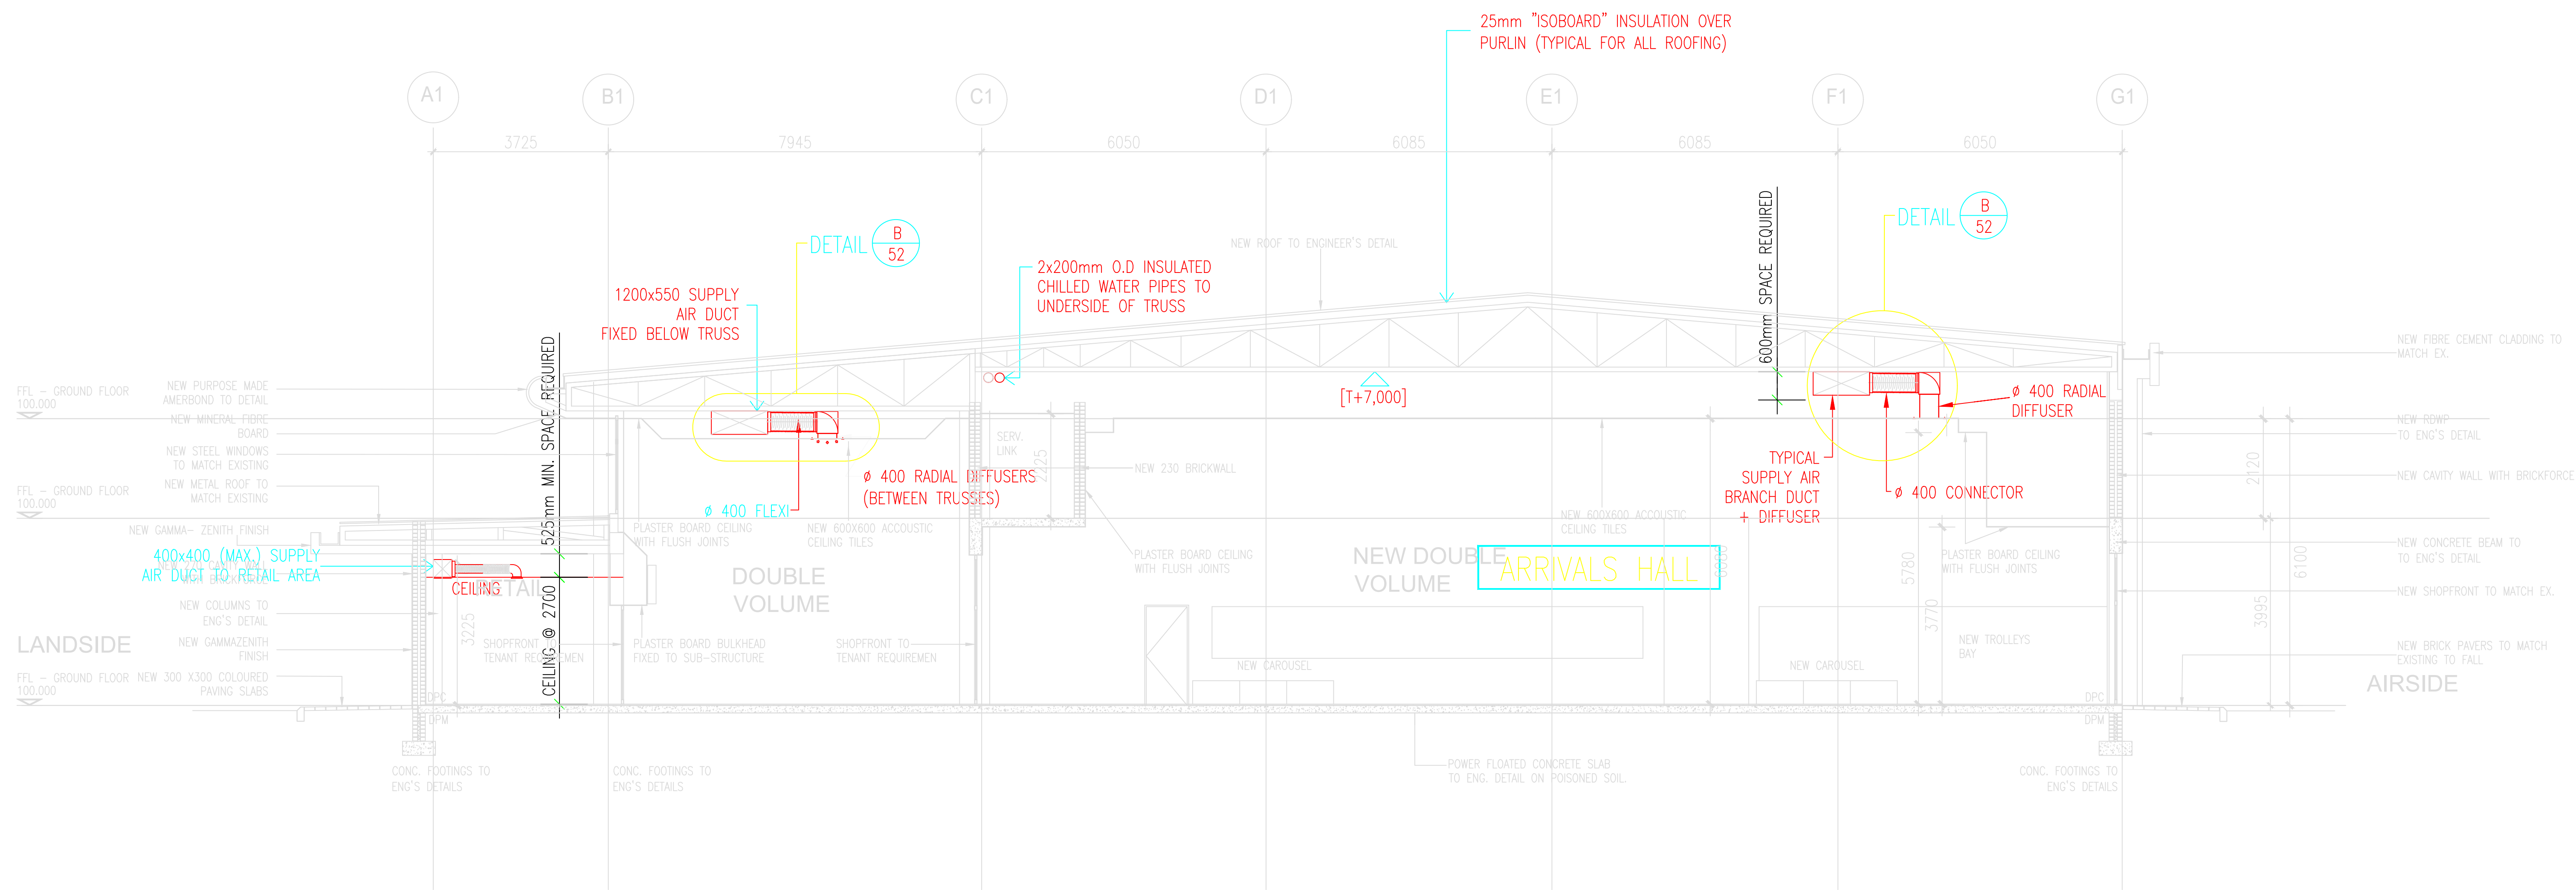 25mm "ISOBOARD" INSULATION OVER
PURLIN (TYPICAL FOR ALL ROOFING)
A1
B1
C1
D1
E1
F1
G1
3725
7945
6050
6085
6085
6050
DETAIL
B
52
DETAIL
B
52
600mm SPACE REQUIRED
NEW ROOF TO ENGINEER'S DETAIL
2x200mm O.D INSULATED
CHILLED WATER PIPES TO
UNDERSIDE OF TRUSS
1200x550 SUPPLY
AIR DUCT
FIXED BELOW TRUSS
525mm MIN. SPACE REQUIRED
[T+7,000]
FFL - GROUND FLOOR
100.000
NEW PURPOSE MADE
AMERBOND TO DETAIL
NEW MINERAL FIBRE
BOARD
NEW STEEL WINDOWS
TO MATCH EXISTING
NEW METAL ROOF TO
MATCH EXISTING
FFL - GROUND FLOOR
100.000
NEW GAMMA- ZENITH FINISH
400x400 (MAX.) SUPPLY
AIR DUCT TO RETAIL AREA
CEILING
RETAIL
NEW COLUMNS TO
ENG'S DETAIL
NEW GAMMAZENITH
FINISH
LANDSIDE
FFL - GROUND FLOOR
100.000
NEW 300 X300 COLOURED
PAVING SLABS
DPC
DPM
3225
CEILING @ 2700
SHOPFRONT TO
TENANT REQUIREMEN
PLASTER BOARD BULKHEAD
FIXED TO SUB-STRUCTURE
SHOPFRONT TO
TENANT REQUIREMEN
DOUBLE
VOLUME
ø 400 RADIAL DIFFUSERS
(BETWEEN TRUSSES)
ø 400 FLEXI
PLASTER BOARD CEILING
WITH FLUSH JOINTS
NEW 600X600 ACCOUSTIC
CEILING TILES
SERV.
LINK
2225
NEW 230 BRICKWALL
PLASTER BOARD CEILING
WITH FLUSH JOINTS
NEW DOUBLE
VOLUME
ARRIVALS HALL
NEW 600X600 ACCOUSTIC
CEILING TILES
TYPICAL
SUPPLY AIR
BRANCH DUCT
+ DIFFUSER
ø 400 CONNECTOR
ø 400 RADIAL
DIFFUSER
PLASTER BOARD CEILING
WITH FLUSH JOINTS
5780
3770
2120
3995
6100
NEW CAROUSEL
NEW CAROUSEL
NEW TROLLEYS
BAY
DPC
DPM
NEW FIBRE CEMENT CLADDING TO
MATCH EX.
NEW RDWP
TO ENG'S DETAIL
NEW CAVITY WALL WITH BRICKFORCE
NEW CONCRETE BEAM TO
TO ENG'S DETAIL
NEW SHOPFRONT TO MATCH EX.
NEW BRICK PAVERS TO MATCH
EXISTING TO FALL
AIRSIDE
CONC. FOOTINGS TO
ENG'S DETAILS
CONC. FOOTINGS TO
ENG'S DETAILS
POWER FLOATED CONCRETE SLAB
TO ENG. DETAIL ON POISONED SOIL.
CONC. FOOTINGS TO
ENG'S DETAILS